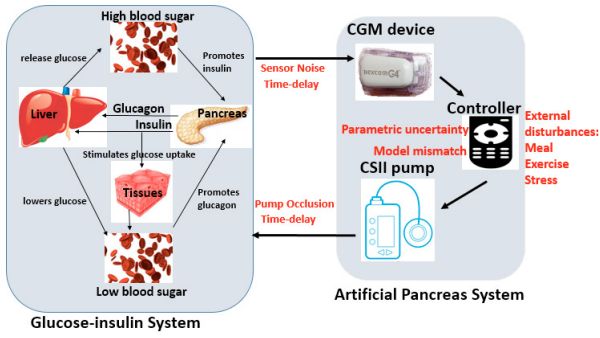 High blood sugar
release glucose
Promotes
insulin
Liver
Glucagon
Pancreas
Insulin
Stimulates glucose uptake
Tissues
lowers glucose
Promotes
glucagon
Low blood sugar
Glucose-insulin System
Sensor Noise
Time-delay
Pump Occlusion
Time-delay
CGM device
Dexcom G4
Controller
Parametric uncertainty
Model mismatch
External
disturbances:
Meal
Exercise
Stress
CSII pump
Artificial Pancreas System